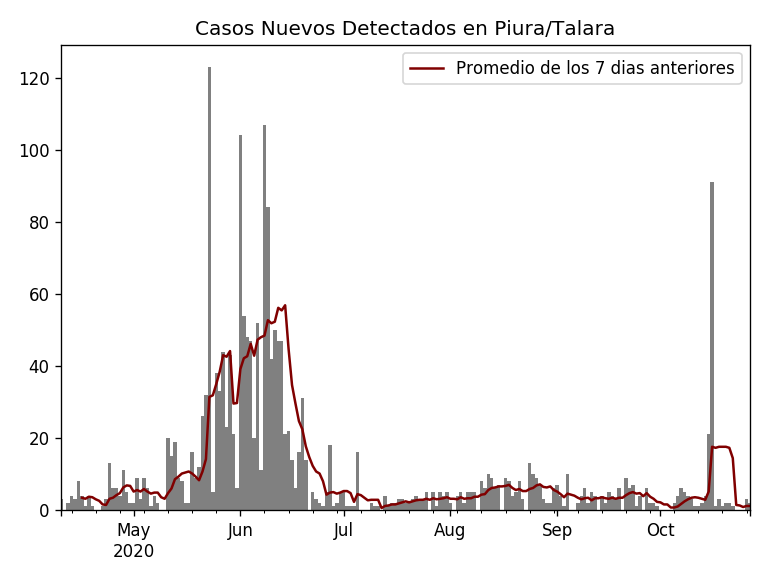 Casos Nuevos Detectados en Piura/Talara
Promedio de los 7 dias anteriores
120
100
80
60
40
20
0
May Jun Jul Aug Sep Oct
2020